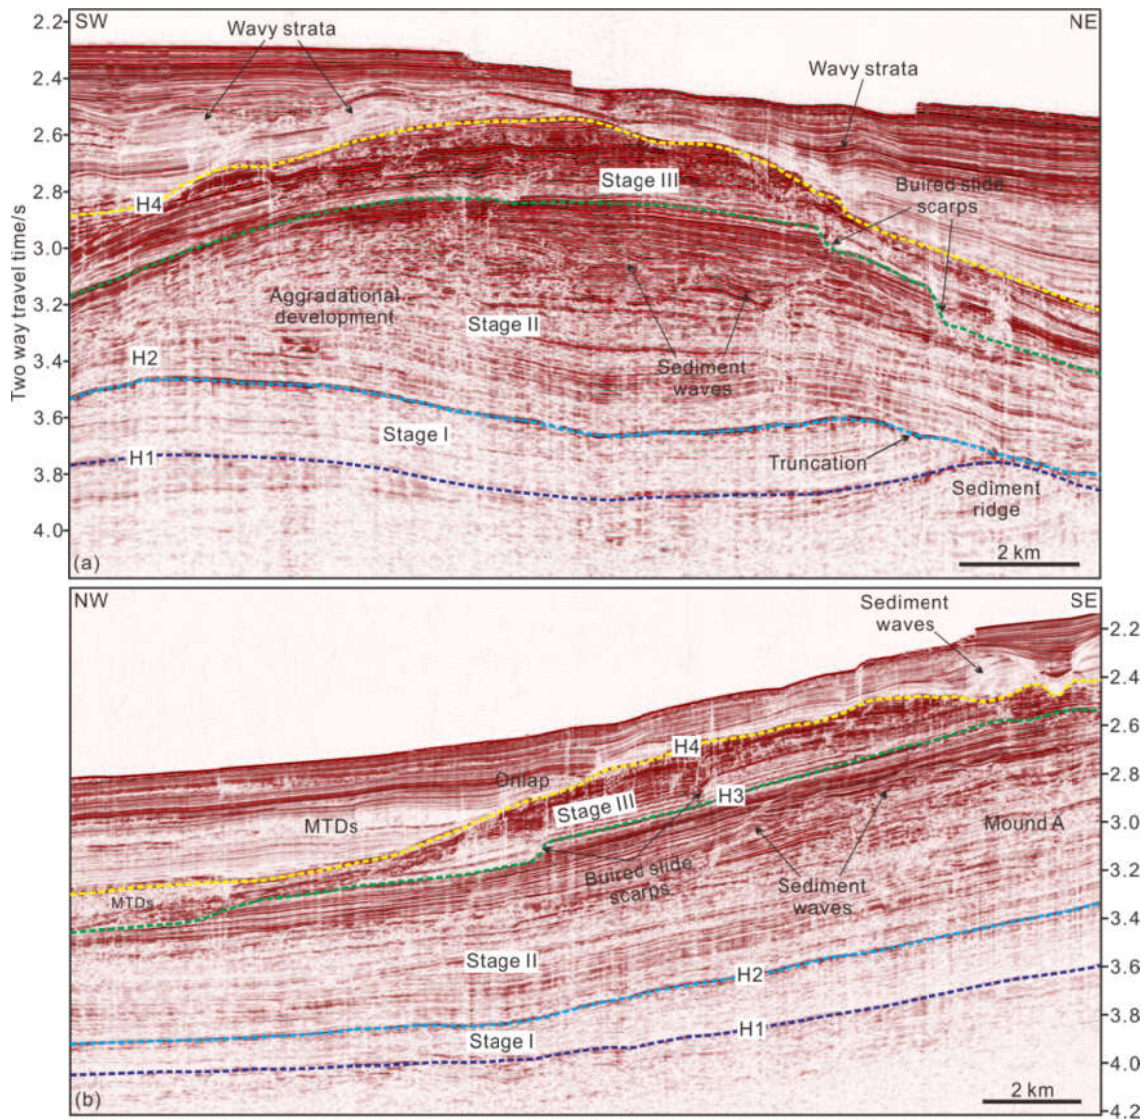 SW
NE
2.2
Wavy strata
Wavy strata
2.4
2.6
Stage III
2.8
H4
Buired slide
scarps
3.0
Two way travel time/s
3.2
Aggradational
development
Stage II
3.4
H2
Sediment
waves
3.6
Stage I
H1
Truncation
3.8
Sediment
ridge
4.0
2 km
(a)
NW
SE
Sediment
waves
2.2
2.4
2.6
H4
Onlap
2.8
H3
Stage III
MTDs
3.0
Mound A
Buired slide
scarps
Sediment
waves
3.2
MTDs
3.4
Stage II
H2
3.6
H1
3.8
Stage I
4.0
2 km
(b)
4.2